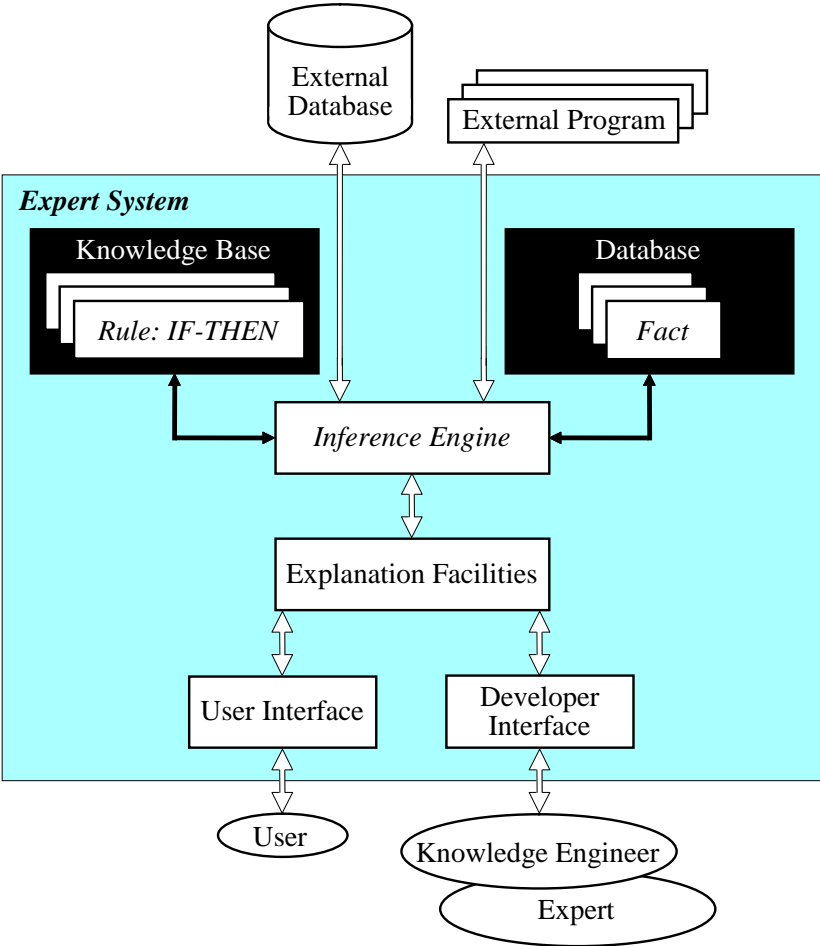 External
Database
External Program
Expert System
Knowledge Base
Rule: IF-THEN
Database
Fact
Inference Engine
Explanation Facilities
User Interface
Developer
Interface
User
Knowledge Engineer
Expert